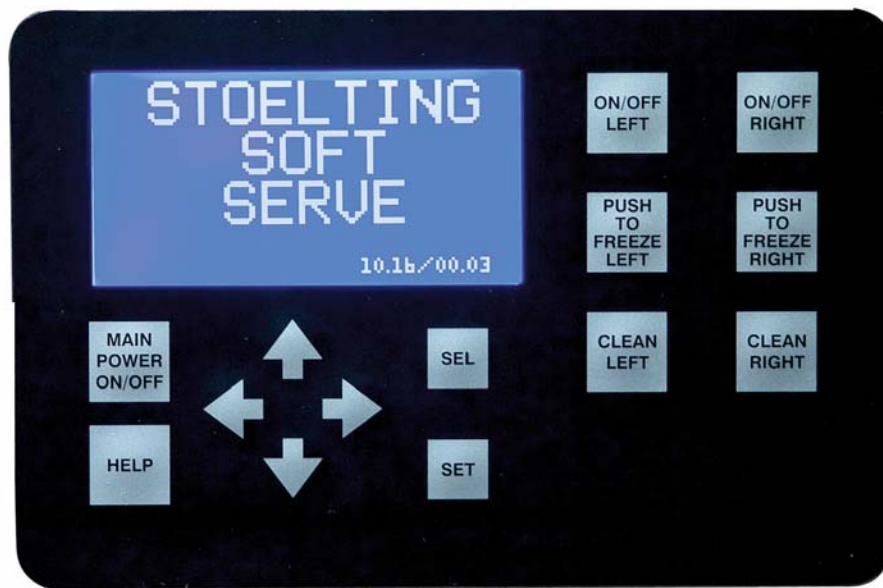 STOELTING
SOFT
SERVE
10.16/00.03
ON/OFF
LEFT
ON/OFF
RIGHT
PUSH
TO
FREEZE
LEFT
PUSH
TO
FREEZE
RIGHT
MAIN
POWER
ON/OFF
SEL
CLEAN
LEFT
CLEAN
RIGHT
HELP
SET